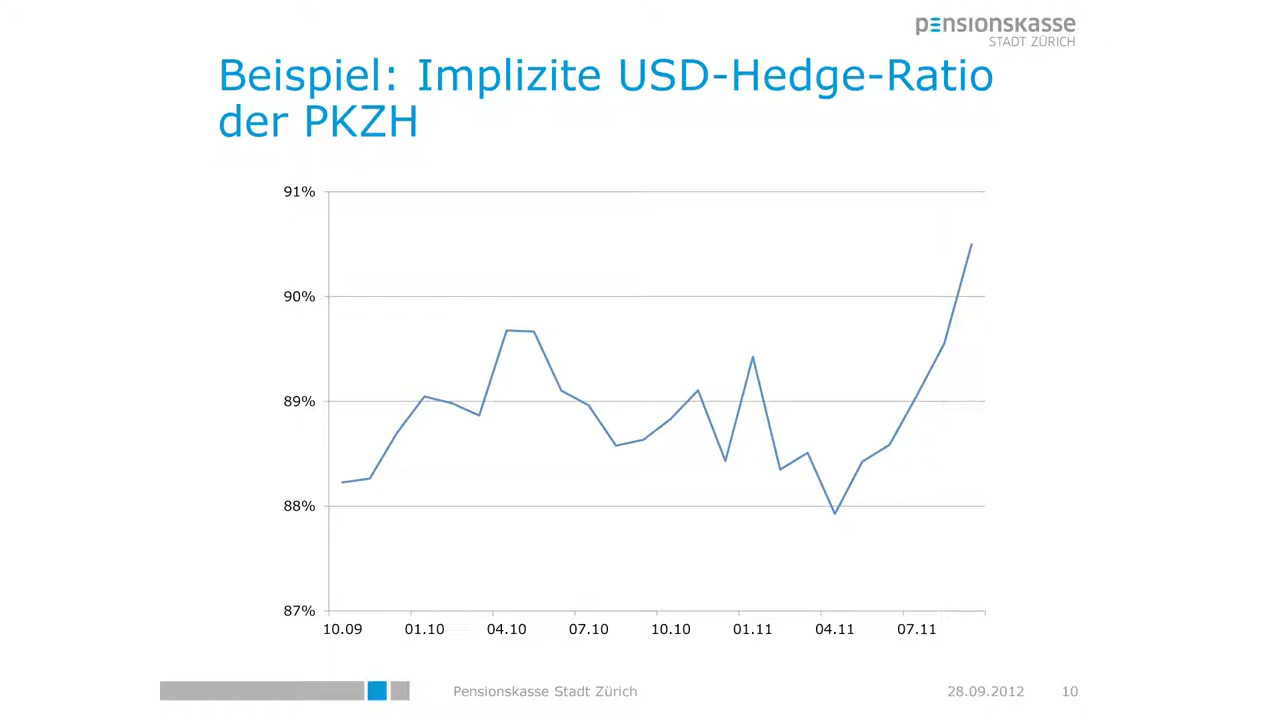 pensionskasse
STADT ZÜRICH
Beispiel: Implizite USD-Hedge-Ratio
der PKZH
91%
90%
89%
88%
87%
10.09 01.10 04.10 07.10 10.10 01.11 04.11 07.11
Pensionskasse Stadt Zürich 28.09.2012 10